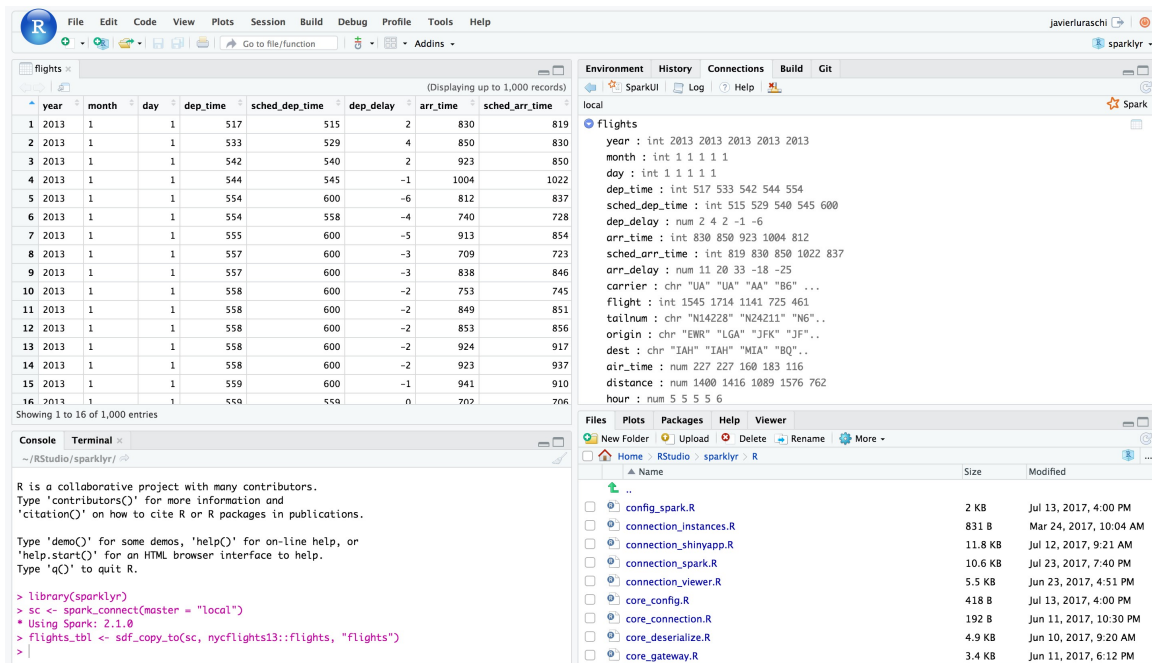 R File Edit Code View Plots Session Build Debug Profile Tools Help javierluraschi
Go to file/function Addins sparklyr
flights
(Displaying up to 1,000 records)
year month day dep_time sched_dep_time dep_delay arr_time sched_arr_time
1 2013 1 1 517 515 2 830 819
2 2013 1 1 533 529 4 850 830
3 2013 1 1 542 540 2 923 850
4 2013 1 1 544 545 -1 1004 1022
5 2013 1 1 554 600 -6 812 837
6 2013 1 1 554 558 -4 740 728
7 2013 1 1 555 600 -5 913 854
8 2013 1 1 557 600 -3 709 723
9 2013 1 1 557 600 -3 838 846
10 2013 1 1 558 600 -2 753 745
11 2013 1 1 558 600 -2 849 851
12 2013 1 1 558 600 -2 853 856
13 2013 1 1 558 600 -2 924 917
14 2013 1 1 558 600 -2 923 937
15 2013 1 1 559 600 -1 941 910
16 2013 1 1 559 559 0 702 706
Showing 1 to 16 of 1,000 entries
Console Terminal
~/RStudio/sparklyr/
R is a collaborative project with many contributors.
Type 'contributors()' for more information and
'citation()' on how to cite R or R packages in publications.
Type 'demo()' for some demos, 'help()' for on-line help, or
'help.start()' for an HTML browser interface to help.
Type 'q()' to quit R.
> library(sparklyr)
> sc <- spark_connect(master = "local")
* Using Spark: 2.1.0
> flights_tbl <- sdf_copy_to(sc, nycflights13::flights, "flights")
>
Environment History Connections Build Git
SparkUI Log Help
local Spark
flights
year : int 2013 2013 2013 2013 2013
month : int 1 1 1 1 1
day : int 1 1 1 1 1
dep_time : int 517 533 542 544 554
sched_dep_time : int 515 529 540 545 600
dep_delay : num 2 4 2 -1 -6
arr_time : int 830 850 923 1004 812
sched_arr_time : int 819 830 850 1022 837
arr_delay : num 11 20 33 -18 -25
carrier : chr "UA" "UA" "AA" "B6" ...
flight : int 1545 1714 1141 725 461
tailnum : chr "N14228" "N24211" "N6"..
origin : chr "EWR" "LGA" "JFK" "JF"..
dest : chr "IAH" "IAH" "MIA" "BQ"..
air_time : num 227 227 160 183 116
distance : num 1400 1416 1089 1576 762
hour : num 5 5 5 5 6
Files Plots Packages Help Viewer
New Folder Upload Delete Rename More
Home > RStudio > sparklyr > R ...
Name Size Modified
..
config_spark.R 2 KB Jul 13, 2017, 4:00 PM
connection_instances.R 831 B Mar 24, 2017, 10:04 AM
connection_shinyapp.R 11.8 KB Jul 12, 2017, 9:21 AM
connection_spark.R 10.6 KB Jul 23, 2017, 7:40 PM
connection_viewer.R 5.5 KB Jun 23, 2017, 4:51 PM
core_config.R 418 B Jul 13, 2017, 4:00 PM
core_connection.R 192 B Jun 11, 2017, 10:30 PM
core_deserialize.R 4.9 KB Jun 10, 2017, 9:20 AM
core_gateway.R 3.4 KB Jun 11, 2017, 6:12 PM